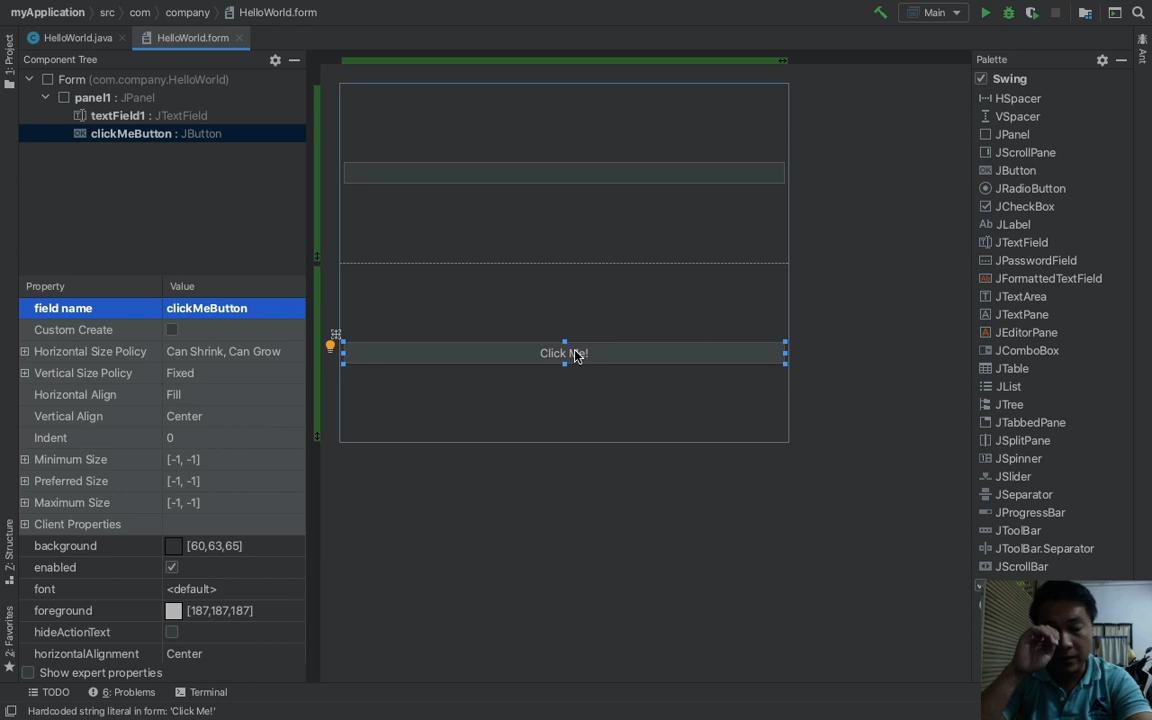 myApplication src com company HelloWorld.form Main
1: Project
HelloWorld.java HelloWorld.form
Component Tree
Form (com.company.HelloWorld)
panel1 : JPanel
textField1 : JTextField
clickMeButton : JButton
Property Value
field name clickMeButton
Custom Create
Horizontal Size Policy Can Shrink, Can Grow
Vertical Size Policy Fixed
Horizontal Align Fill
Vertical Align Center
Indent 0
Minimum Size [-1, -1]
Preferred Size [-1, -1]
Maximum Size [-1, -1]
Client Properties
background [60,63,65]
enabled
font <default>
foreground [187,187,187]
hideActionText
horizontalAlignment Center
Show expert properties
Z: Structure
2: Favorites
Click Me!
Palette
Swing
HSpacer
VSpacer
JPanel
JScrollPane
JButton
JRadioButton
JCheckBox
JLabel
JTextField
JPasswordField
JFormattedTextField
JTextArea
JTextPane
JEditorPane
JComboBox
JTable
JList
JTree
JTabbedPane
JSplitPane
JSpinner
JSlider
JSeparator
JProgressBar
JToolBar
JToolBar.Separator
JScrollBar
Ant
TODO 6: Problems Terminal
Hardcoded string literal in form: 'Click Me!'